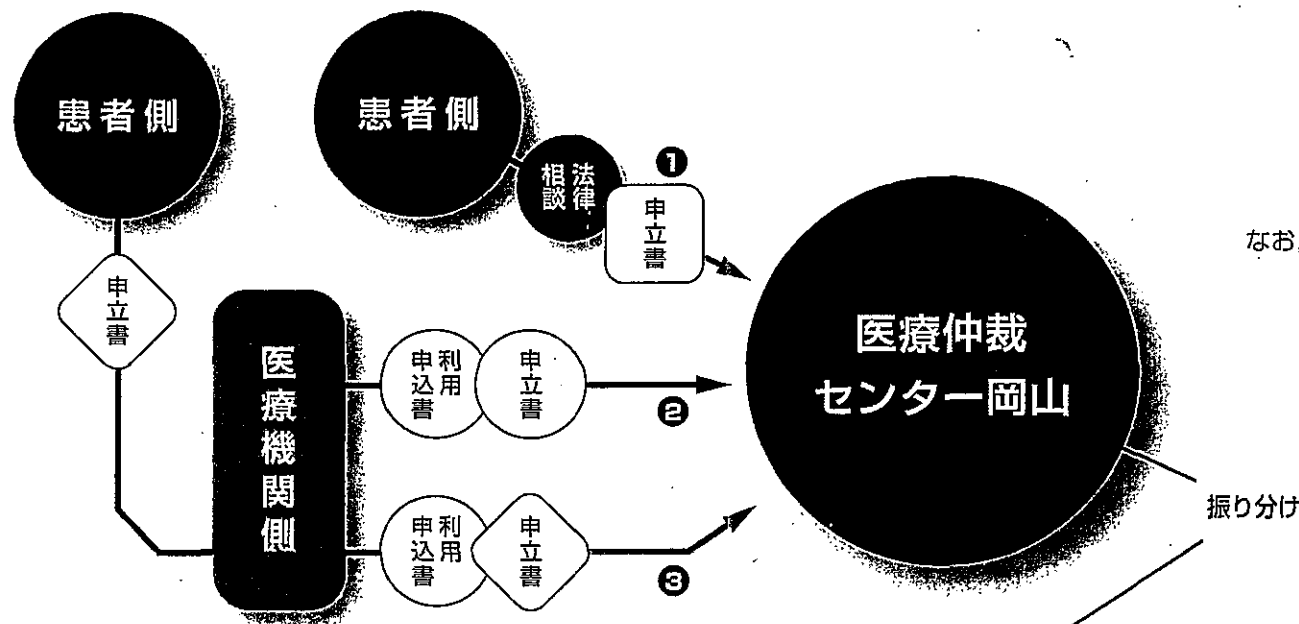 患者側
患者側
法律
相談
❶
申立書
申立書
医療機関側
利用
申込書
申立書
❷
利用
申込書
申立書
❸
医療仲裁
センター岡山
なお,
振り分け